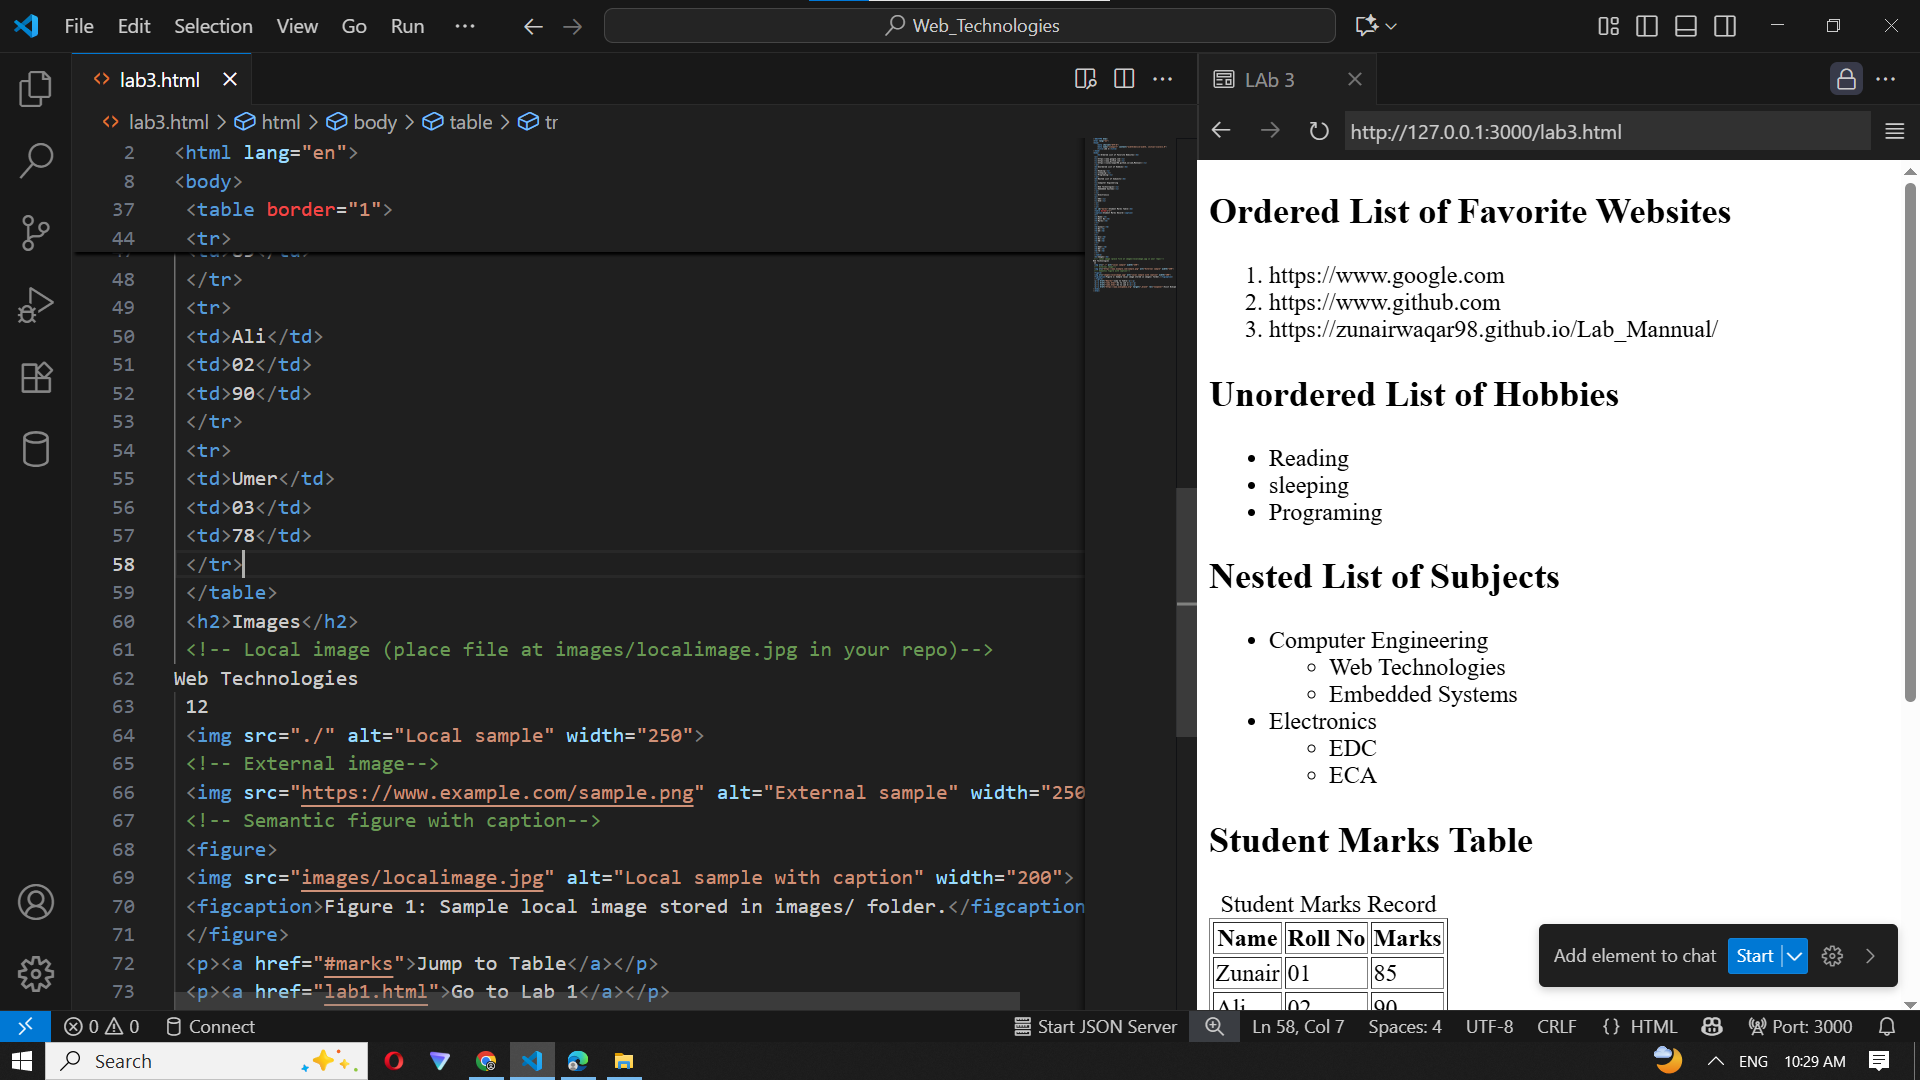 File Edit Selection View Go Run ··· Web_Technologies
lab3.html
LAb 3
lab3.html > html > body > table > tr
http://127.0.0.1:3000/lab3.html
2 <html lang="en">
8 <body>
37 <table border="1">
44 <tr>
47 <td>85</td>
48 </tr>
49 <tr>
50 <td>Ali</td>
51 <td>02</td>
52 <td>90</td>
53 </tr>
54 <tr>
55 <td>Umer</td>
56 <td>03</td>
57 <td>78</td>
58 </tr>
59 </table>
60 <h2>Images</h2>
61 <!-- Local image (place file at images/localimage.jpg in your repo)-->
62 Web Technologies
63 12
64 <img src="./" alt="Local sample" width="250">
65 <!-- External image-->
66 <img src="https://www.example.com/sample.png" alt="External sample" width="250
67 <!-- Semantic figure with caption-->
68 <figure>
69 <img src="images/localimage.jpg" alt="Local sample with caption" width="200">
70 <figcaption>Figure 1: Sample local image stored in images/ folder.</figcaption
71 </figure>
72 <p><a href="#marks">Jump to Table</a></p>
73 <p><a href="lab1.html">Go to Lab 1</a></p>
Ordered List of Favorite Websites
1. https://www.google.com
2. https://www.github.com
3. https://zunairwaqar98.github.io/Lab_Mannual/
Unordered List of Hobbies
• Reading
• sleeping
• Programing
Nested List of Subjects
• Computer Engineering
◦ Web Technologies
◦ Embedded Systems
• Electronics
◦ EDC
◦ ECA
Student Marks Table
Student Marks Record
Name Roll No Marks
Zunair 01 85
Ali 02 90
Add element to chat Start
0 0 Connect Start JSON Server Ln 58, Col 7 Spaces: 4 UTF-8 CRLF {} HTML Port: 3000
Search ENG 10:29 AM